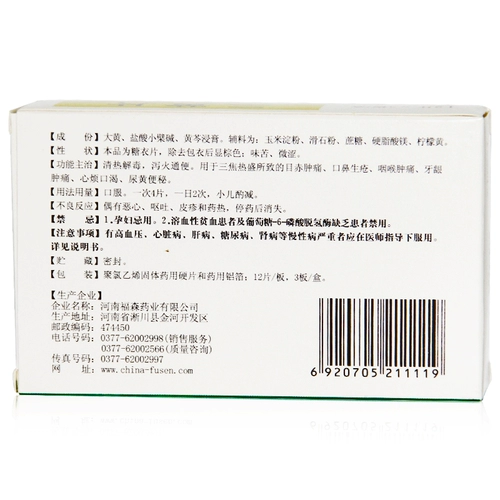 【成　　份】大黄、盐酸小檗碱、黄芩浸膏。辅料为：玉米淀粉、滑石粉、蔗糖、硬脂酸镁、柠檬黄。
【性　　状】本品为糖衣片，除去包衣后显棕色；味苦、微涩。
【功能主治】清热解毒，泻火通便。用于三焦热盛所致的目赤肿痛、口鼻生疮、咽喉肿痛、牙龈
肿痛、心烦口渴、尿黄便秘。
【用法用量】口服。一次4片，一日2次，小儿酌减。
【不良反应】偶有恶心、呕吐、皮疹和药热，停药后消失。
【禁　　忌】1.孕妇忌用。2.溶血性贫血患者及葡萄糖-6-磷酸脱氢酶缺乏患者禁用。
【注意事项】有高血压、心脏病、肝病、糖尿病、肾病等慢性病严重者应在医师指导下服用。
详见说明书。
【贮　　藏】密封。
【包　　装】聚氯乙烯固体药用硬片和药用铝箔；12片/板，3板/盒。
【生产企业】
企业名称：河南福森药业有限公司
生产地址：河南省淅川县金河开发区
邮政编码：474450
电话号码：0377-62002998(销售服务)
0377-62002566(质量咨询)
传真号码：0377-62002997
网　　址：www.china-fusen.com
6 920705 211119